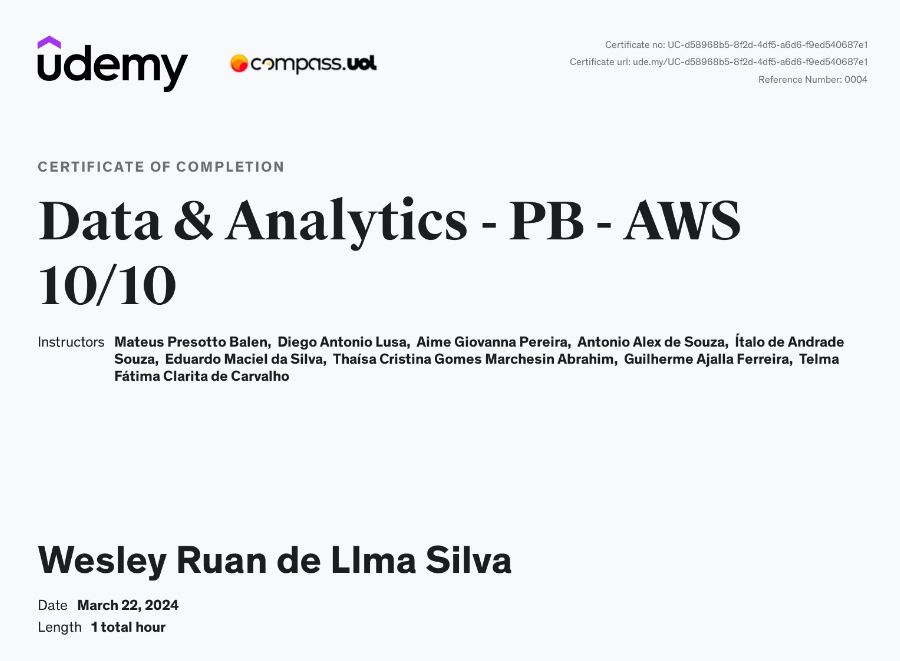 udemy
compass.uol
Certificate no: UC-d58968b5-8f2d-4df5-a6d6-f9ed540687e1
Certificate url: ude.my/UC-d58968b5-8f2d-4df5-a6d6-f9ed540687e1
Reference Number: 0004
CERTIFICATE OF COMPLETION
Data & Analytics - PB - AWS
10/10
Instructors Mateus Presotto Balen, Diego Antonio Lusa, Aime Giovanna Pereira, Antonio Alex de Souza, Ítalo de Andrade
Souza, Eduardo Maciel da Silva, Thaísa Cristina Gomes Marchesin Abrahim, Guilherme Ajalla Ferreira, Telma
Fátima Clarita de Carvalho
Wesley Ruan de LIma Silva
Date March 22, 2024
Length 1 total hour